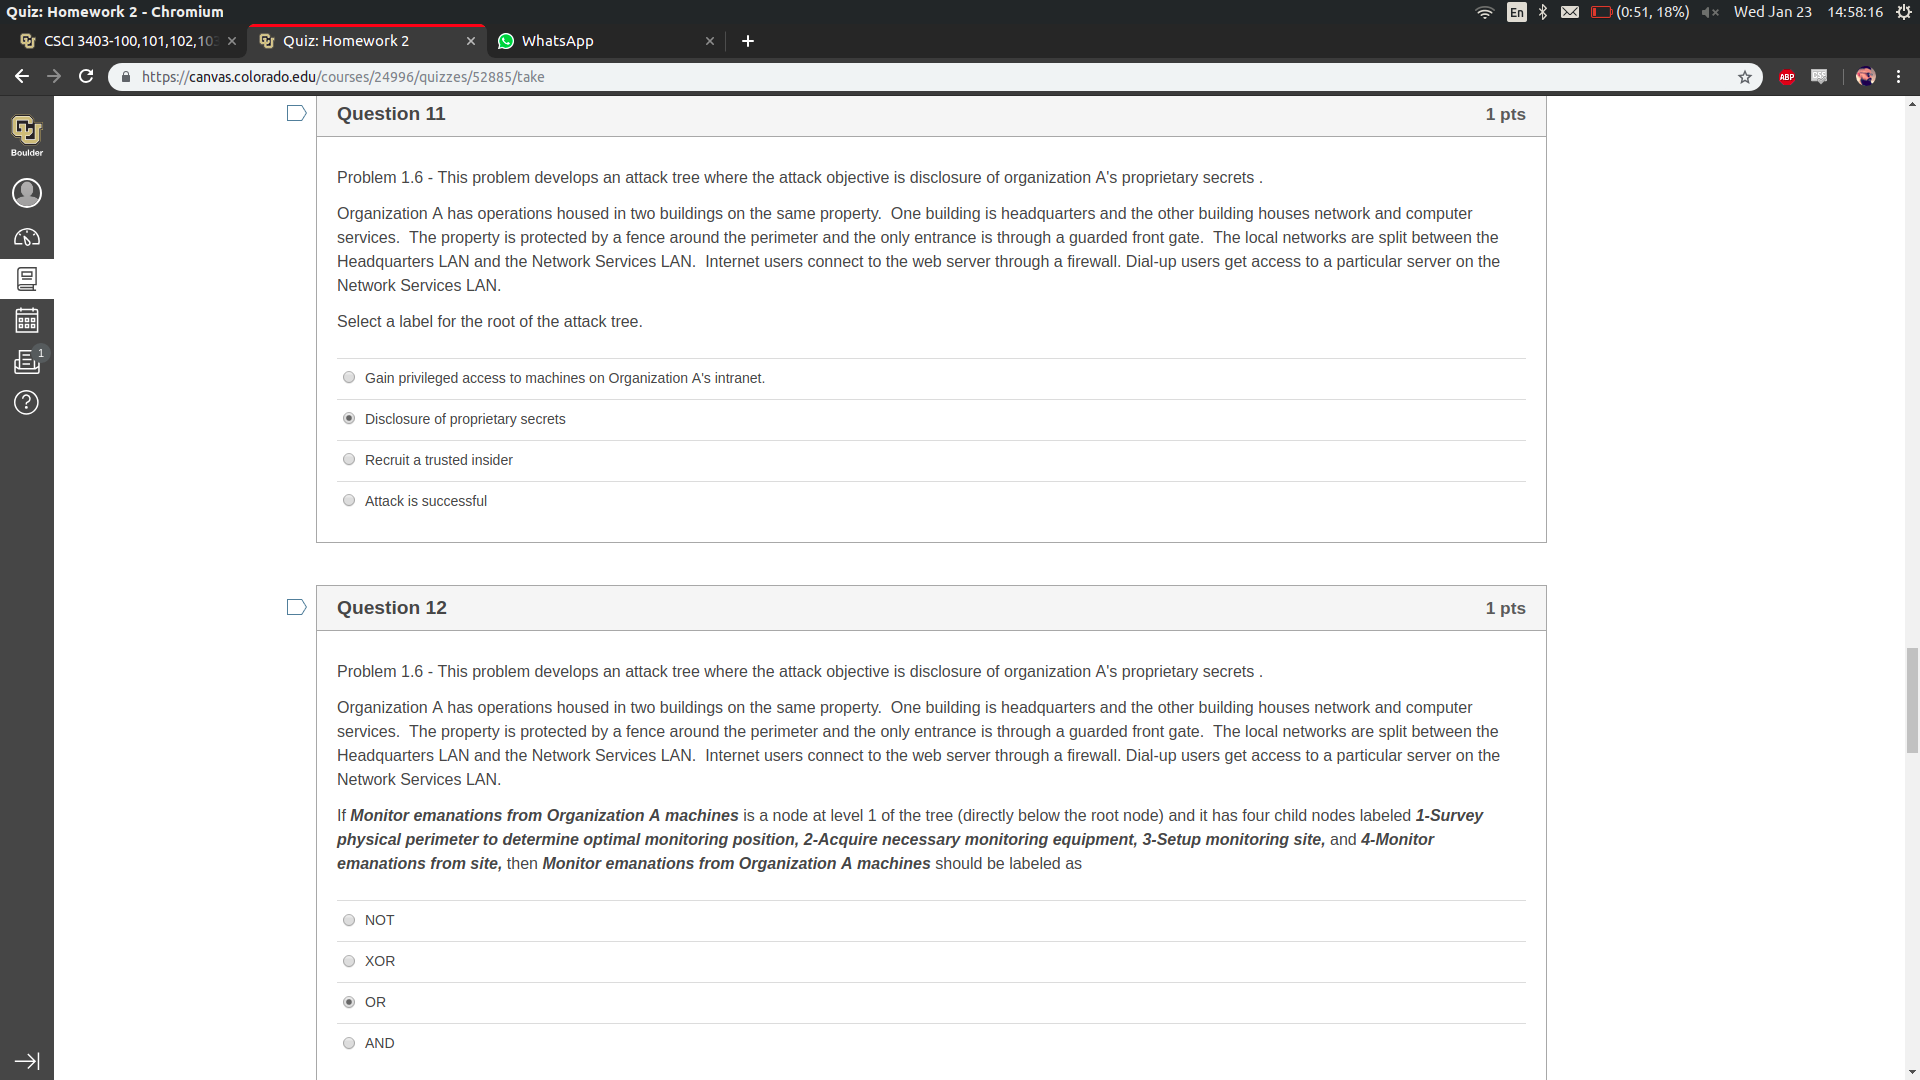 Quiz: Homework 2 - Chromium
En (0:51, 18%) Wed Jan 23 14:58:16
CSCI 3403-100,101,102,103 Quiz: Homework 2 WhatsApp
https://canvas.colorado.edu/courses/24996/quizzes/52885/take
ABP CSF
Boulder
1
Question 11 1 pts
Problem 1.6 - This problem develops an attack tree where the attack objective is disclosure of organization A's proprietary secrets .
Organization A has operations housed in two buildings on the same property.  One building is headquarters and the other building houses network and computer
services.  The property is protected by a fence around the perimeter and the only entrance is through a guarded front gate.  The local networks are split between the
Headquarters LAN and the Network Services LAN.  Internet users connect to the web server through a firewall. Dial-up users get access to a particular server on the
Network Services LAN.
Select a label for the root of the attack tree.
Gain privileged access to machines on Organization A's intranet.
Disclosure of proprietary secrets
Recruit a trusted insider
Attack is successful
Question 12 1 pts
Problem 1.6 - This problem develops an attack tree where the attack objective is disclosure of organization A's proprietary secrets .
Organization A has operations housed in two buildings on the same property.  One building is headquarters and the other building houses network and computer
services.  The property is protected by a fence around the perimeter and the only entrance is through a guarded front gate.  The local networks are split between the
Headquarters LAN and the Network Services LAN.  Internet users connect to the web server through a firewall. Dial-up users get access to a particular server on the
Network Services LAN.
If Monitor emanations from Organization A machines is a node at level 1 of the tree (directly below the root node) and it has four child nodes labeled 1-Survey
physical perimeter to determine optimal monitoring position, 2-Acquire necessary monitoring equipment, 3-Setup monitoring site, and 4-Monitor
emanations from site, then Monitor emanations from Organization A machines should be labeled as
NOT
XOR
OR
AND